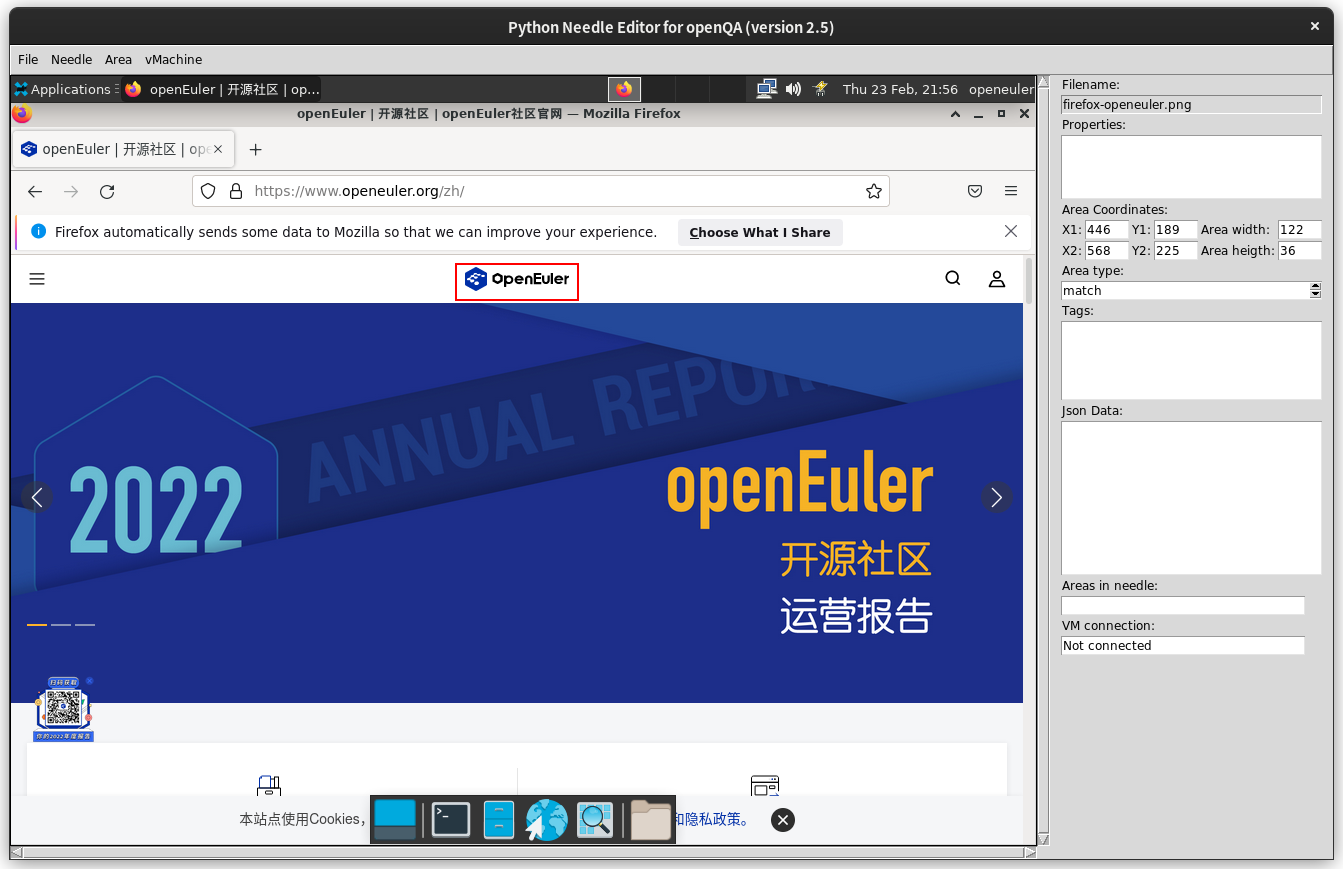 Python Needle Editor for openQA (version 2.5)
File Needle Area vMachine
Applications openEuler | 开源社区 | op... Thu 23 Feb, 21:56 openeuler
openEuler | 开源社区 | openEuler社区官网 — Mozilla Firefox
openEuler | 开源社区 | ope
https://www.openeuler.org/zh/
Firefox automatically sends some data to Mozilla so that we can improve your experience. Choose What I Share
OpenEuler
ANNUAL REPORT
2022
openEuler
开源社区
运营报告
扫码获取
你的2022年度报告
本站点使用Cookies，
和隐私政策。
Filename:
firefox-openeuler.png
Properties:
Area Coordinates:
X1: 446 Y1: 189 Area width: 122
X2: 568 Y2: 225 Area heigth: 36
Area type:
match
Tags:
Json Data:
Areas in needle:
VM connection:
Not connected